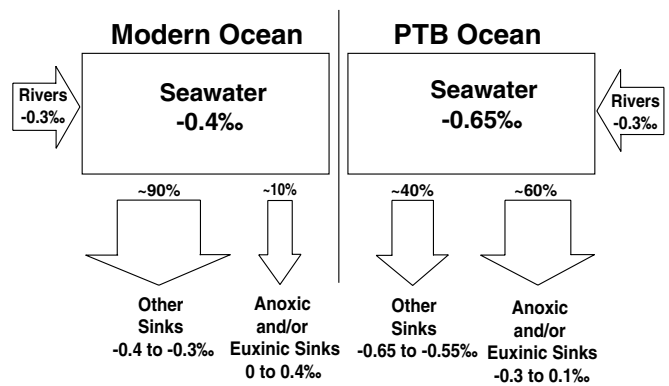 Modern Ocean
Rivers
-0.3‰
Seawater
-0.4‰
~90%
~10%
Other
Sinks
-0.4 to -0.3‰
Anoxic
and/or
Euxinic Sinks
0 to 0.4‰
PTB Ocean
Seawater
-0.65‰
Rivers
-0.3‰
~40%
~60%
Other
Sinks
-0.65 to -0.55‰
Anoxic
and/or
Euxinic Sinks
-0.3 to 0.1‰